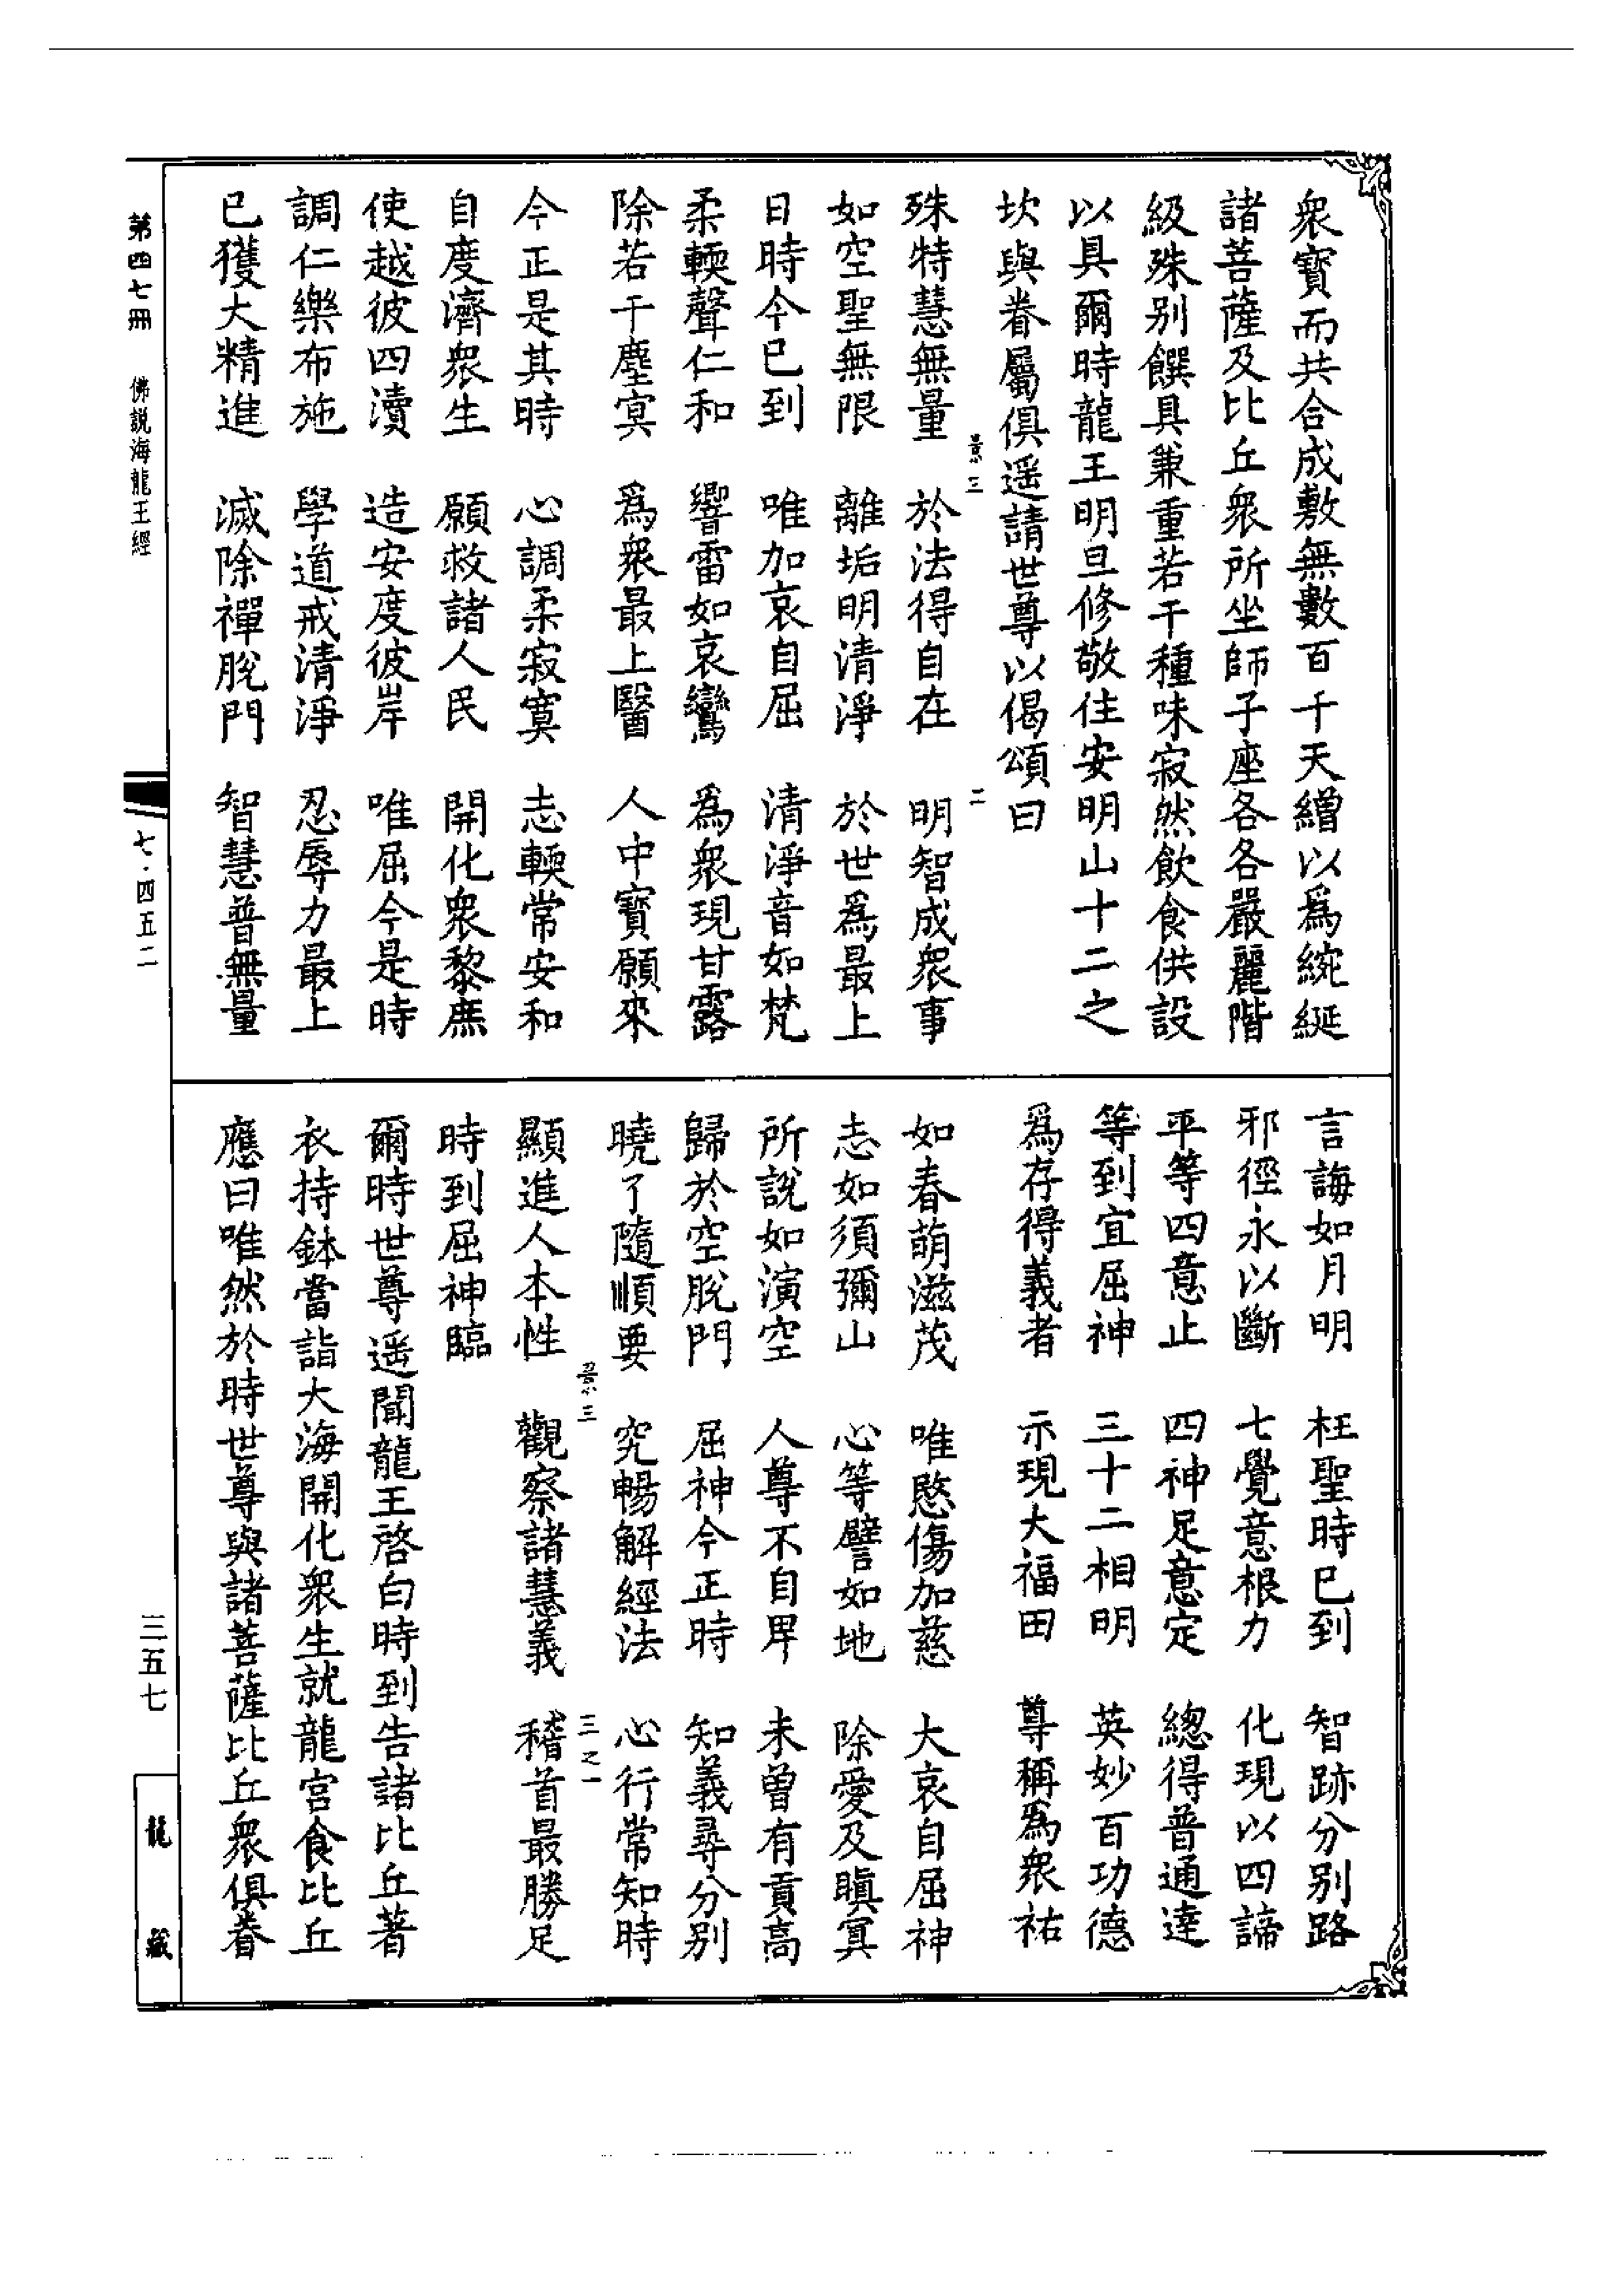 衆寶而共合成敷無數百千天繒以爲綩綖
諸菩薩及比丘衆所坐師子座各各嚴麗階
級殊别饌具兼重若干種味寂然飲食供設
以具爾時龍王明旦修敬住安明山十二之
坎與眷屬俱遥請世尊以偈頌曰
景三　二
殊特慧無量　於法得自在　明智成衆事
如空聖無限　離垢明清淨　於世爲最上
日時今已到　唯加哀自屈　清淨音如梵
柔輭聲仁和　響雷如哀鸞　爲衆現甘露
除若干塵冥　爲衆最上醫　人中寶願來
今正是其時　心調柔寂寞　志輭常安和
自度濟衆生　願救諸人民　開化衆黎庶
使越彼四瀆　造安度彼岸　唯屈今是時
調仁樂布施　學道戒清淨　忍辱力最上
已獲大精進　滅除禪脫門　智慧普無量
言誨如月明　枉聖時已到　智跡分别路
邪徑永以斷　七覺意根力　化現以四諦
平等四意止　四神足意定　總得普通達
等到宜屈神　三十二相明　英妙百功德
爲存得義者　示現大福田　尊稱爲衆祐
如春萌滋茂　唯愍傷加慈　大哀自屈神
志如須彌山　心等譬如地　除愛及瞋冥
所說如演空　人尊不自畀　未曾有貢高
歸於空脫門　屈神今正時　知義尋分别
曉了隨順要　究暢解經法　心行常知時
景三　三之一
顯進人本性　觀察諸慧義　稽首最勝足
時到屈神臨
爾時世尊遥聞龍王啓白時到告諸比丘著
衣持鉢當詣大海開化衆生就龍宫食比丘
應曰唯然於時世尊與諸菩薩比丘衆俱眷
第四七冊　佛説海龍王經
七·四五二
三五七
龍藏